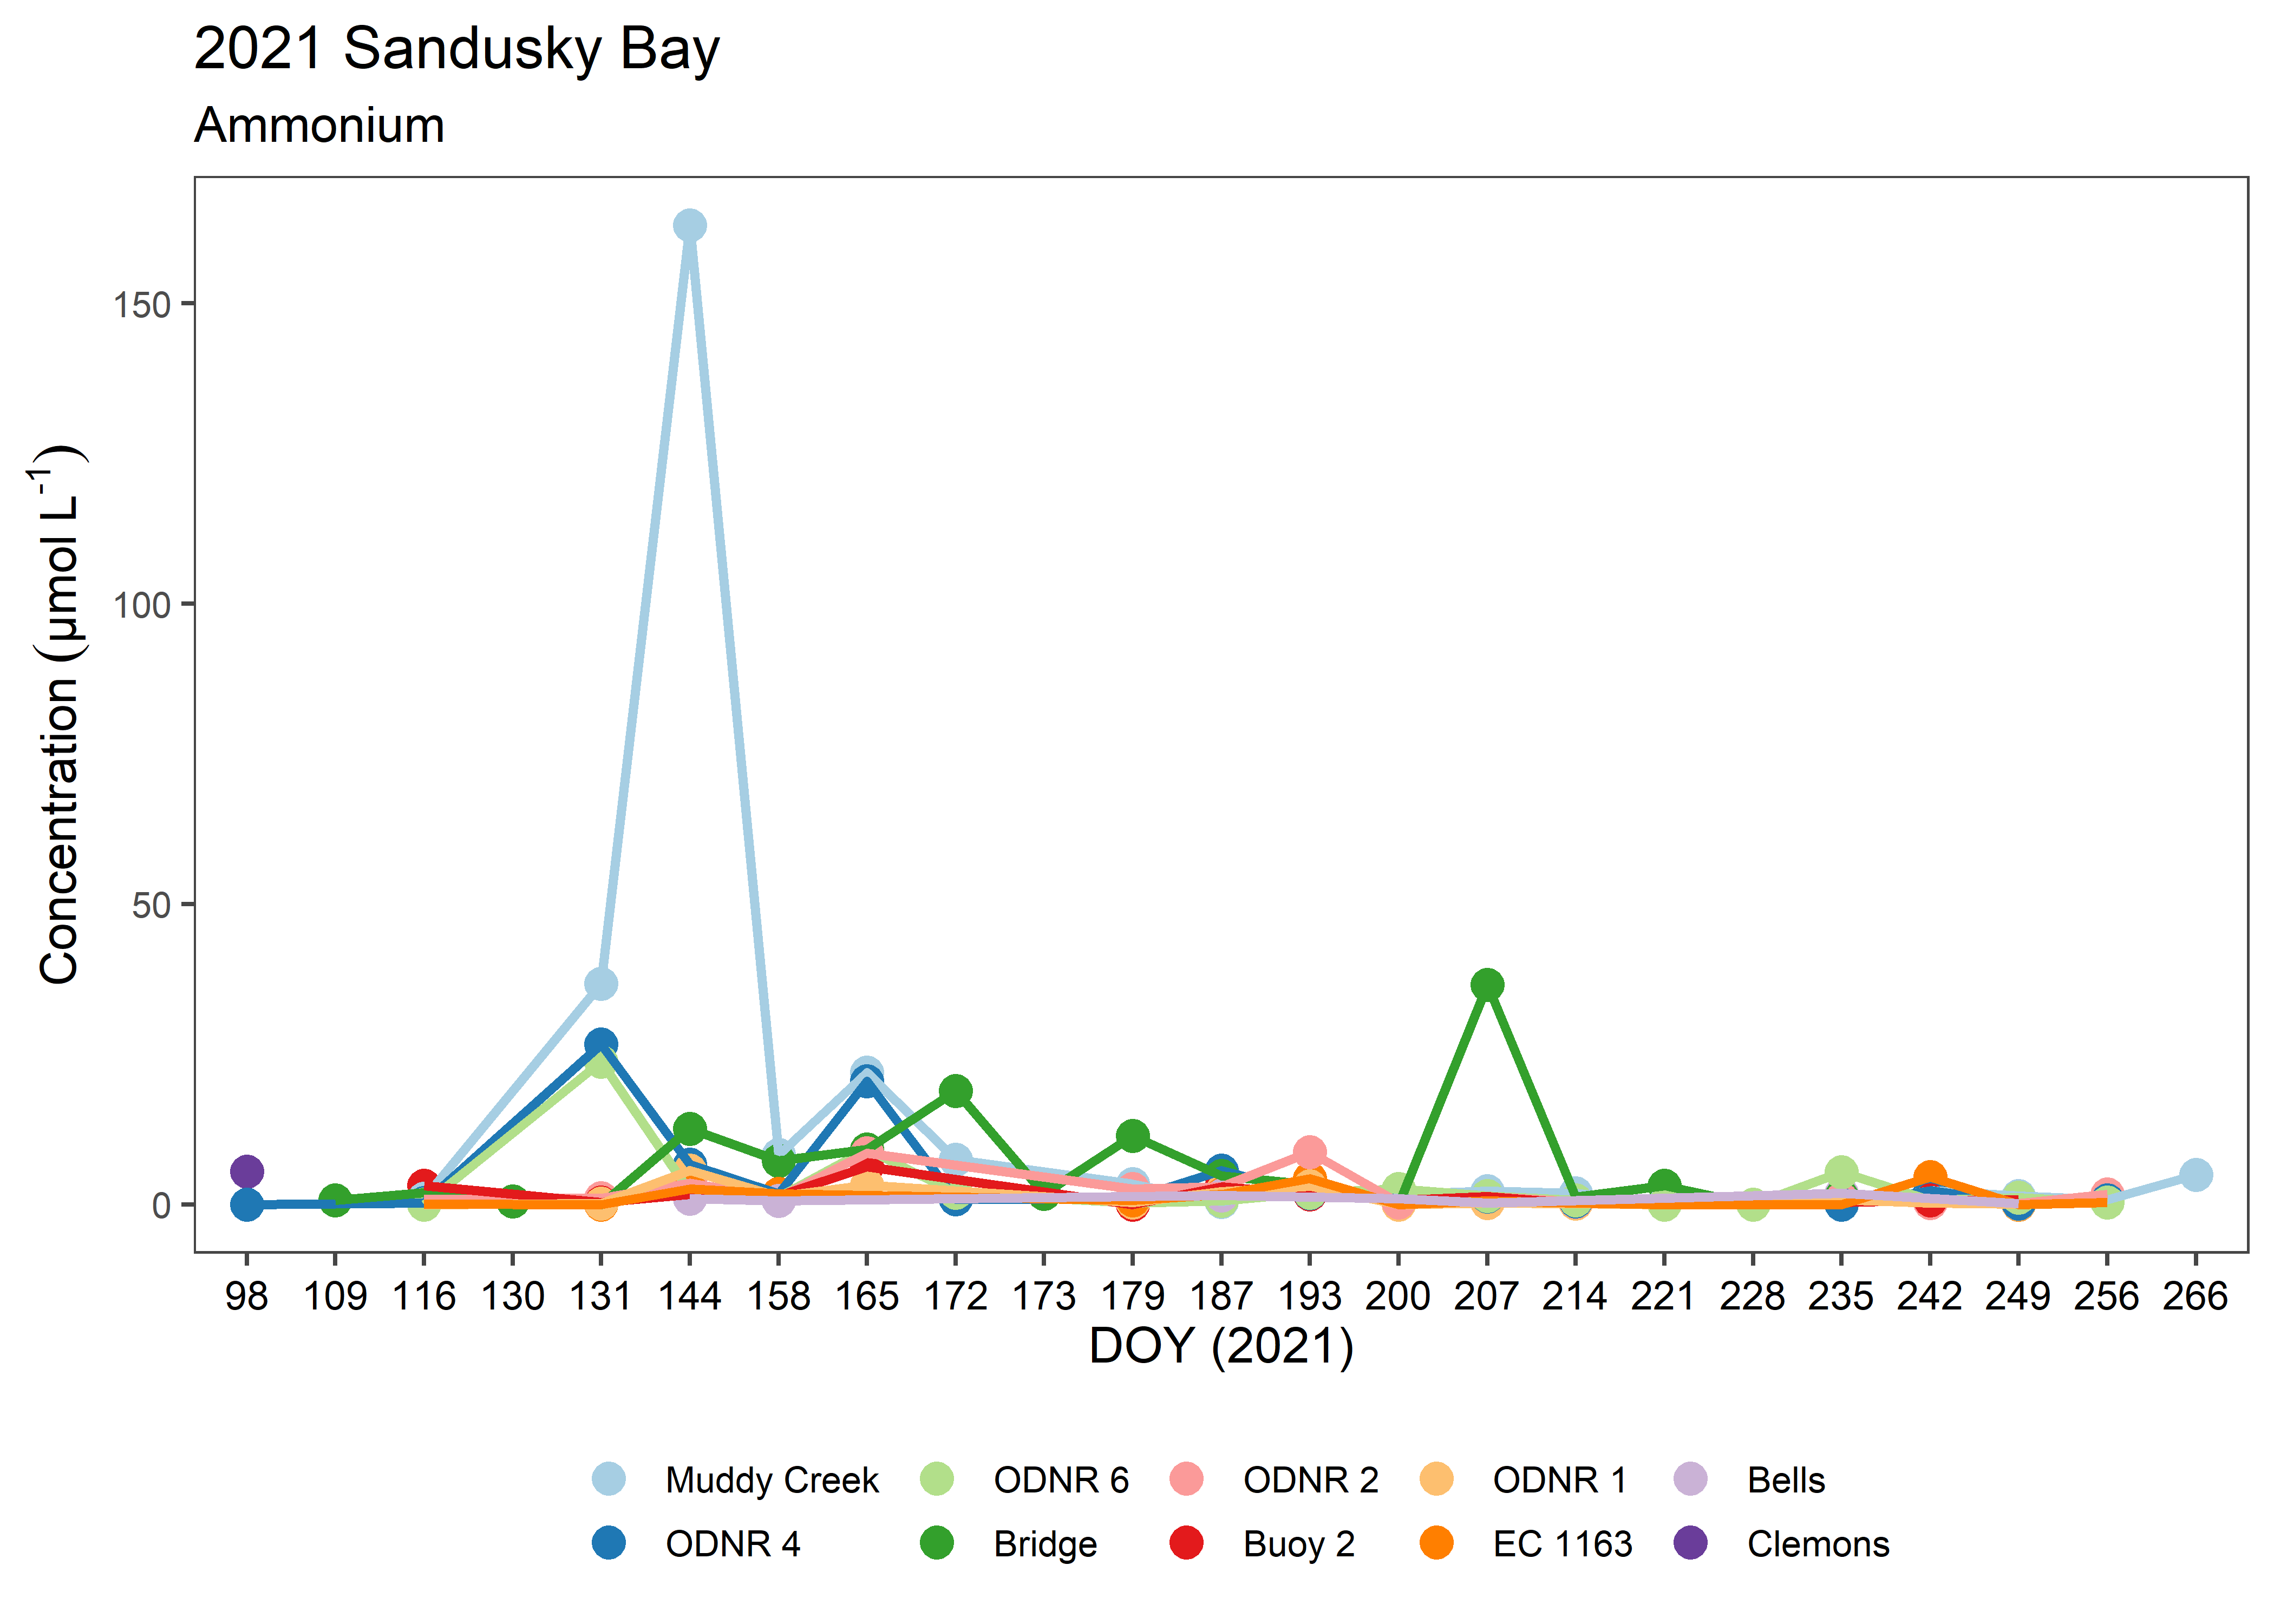 2021 Sandusky Bay
Ammonium
Concentration (µmol L⁻¹)
150
100
50
0
98 109 116 130 131 144 158 165 172 173 179 187 193 200 207 214 221 228 235 242 249 256 266
DOY (2021)
Muddy Creek ODNR 6 ODNR 2 ODNR 1 Bells
ODNR 4 Bridge Buoy 2 EC 1163 Clemons